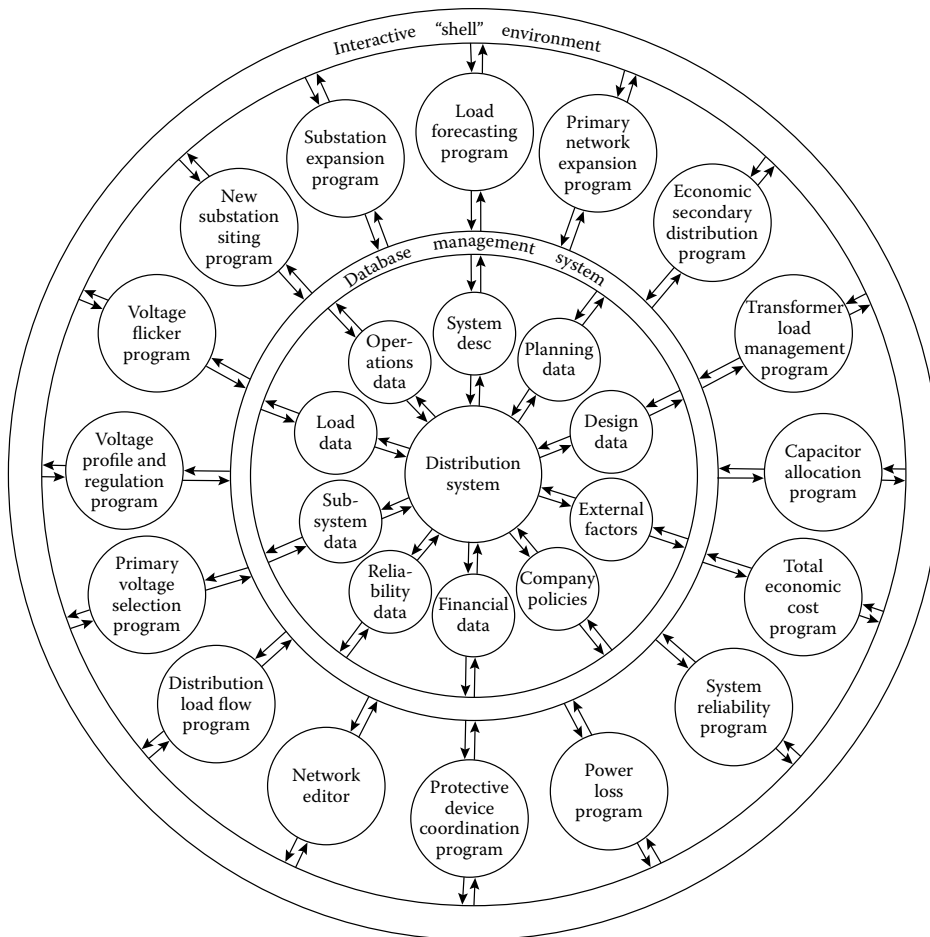 Interactive “shell” environment
Load
forecasting
program
Primary
network
expansion
program
Economic
secondary
distribution
program
Transformer
load
management
program
Capacitor
allocation
program
Total
economic
cost
program
System
reliability
program
Power
loss
program
Protective
device
coordination
program
Network
editor
Distribution
load flow
program
Primary
voltage
selection
program
Voltage
profile and
regulation
program
Voltage
flicker
program
New
substation
siting
program
Substation
expansion
program
Database management system
System
desc
Planning
data
Design
data
External
factors
Company
policies
Financial
data
Relia-
bility
data
Sub-
system
data
Load
data
Oper-
ations
data
Distribution
system